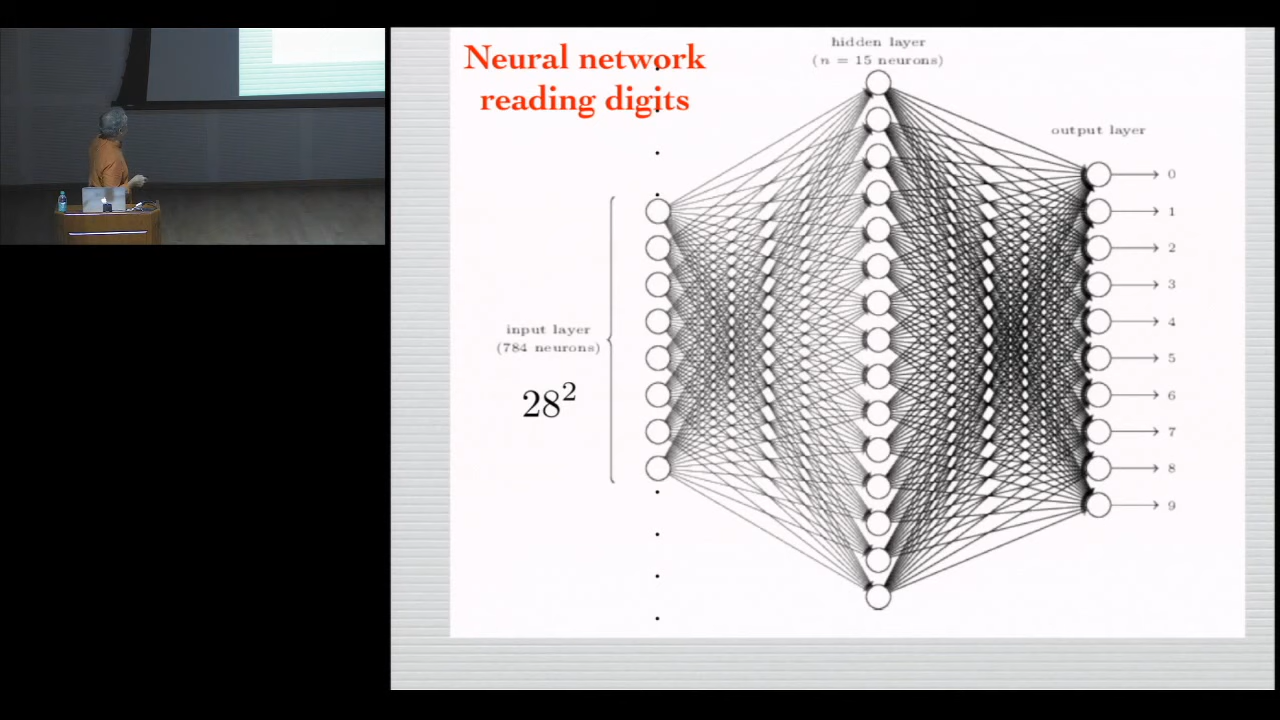 Neural network
reading digits
hidden layer
(n = 15 neurons)
output layer
input layer
(784 neurons)
28²
0
1
2
3
4
5
6
7
8
9